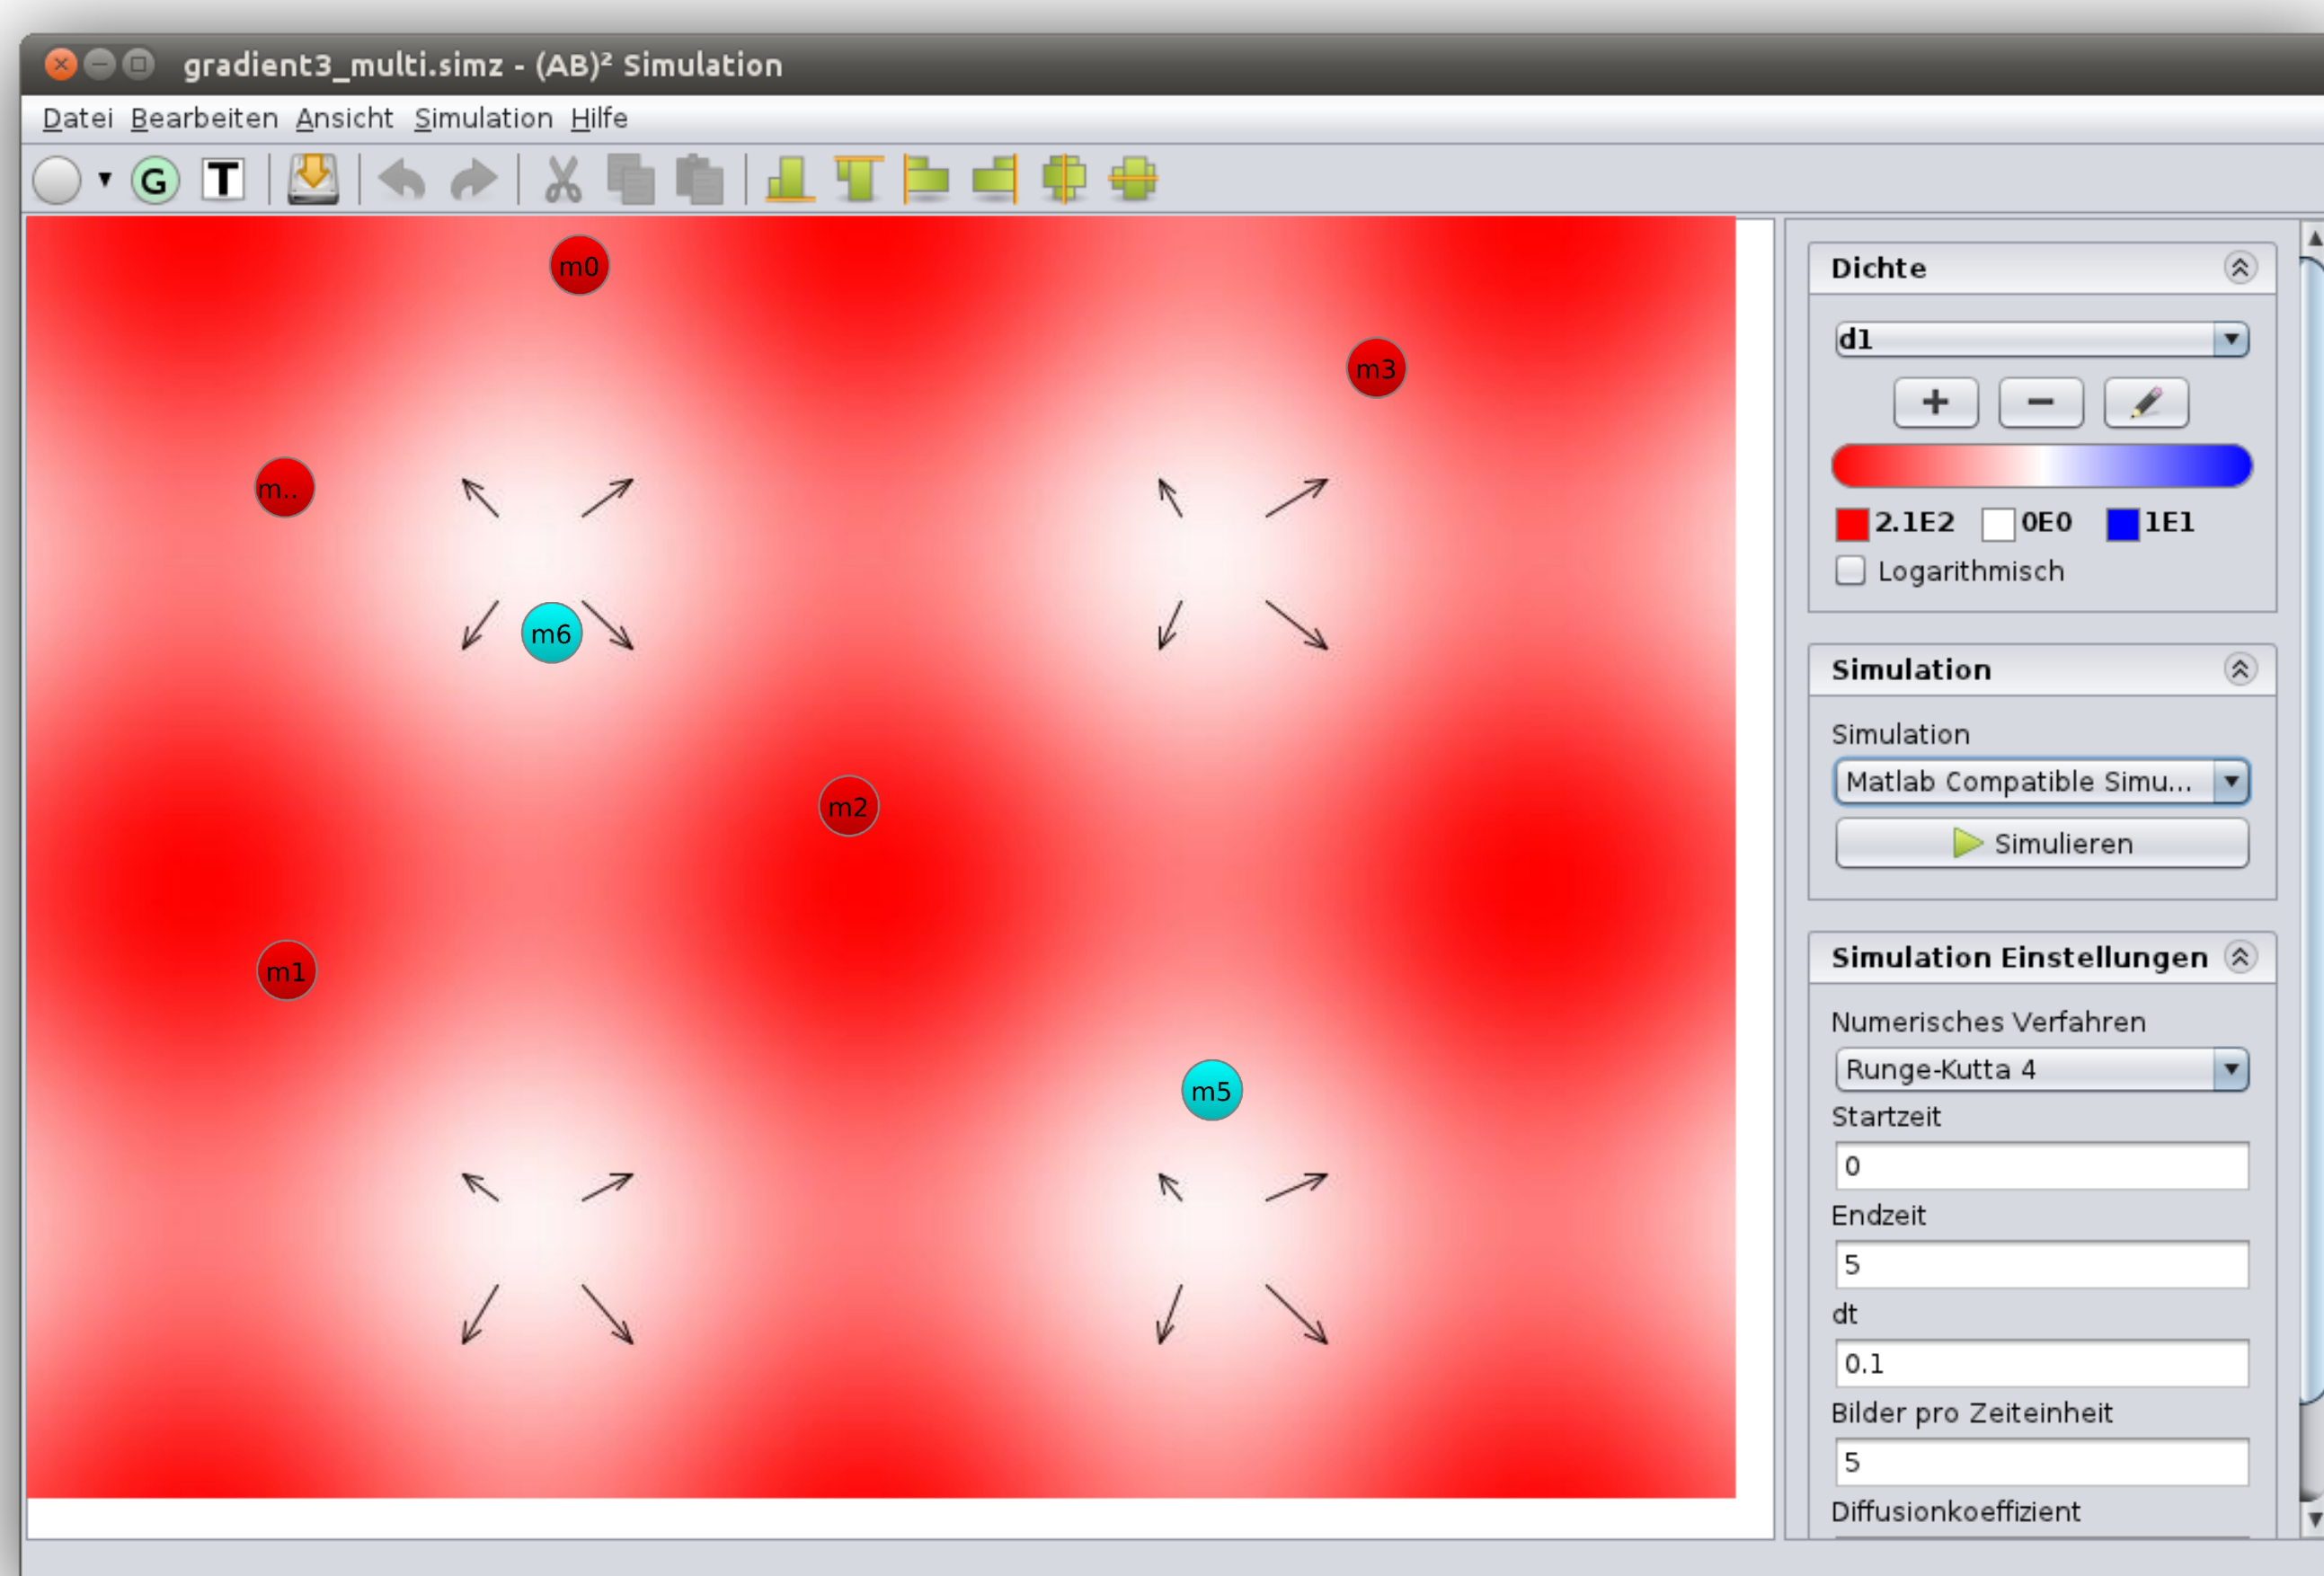 gradient3_multi.simz - (AB)² Simulation
Datei Bearbeiten Ansicht Simulation Hilfe
G T
m0
m3
m..
m6
m2
m1
m5
Dichte
d1
2.1E2 0E0 1E1
Logarithmisch
Simulation
Simulation
Matlab Compatible Simu...
Simulieren
Simulation Einstellungen
Numerisches Verfahren
Runge-Kutta 4
Startzeit
0
Endzeit
5
dt
0.1
Bilder pro Zeiteinheit
5
Diffusionkoeffizient